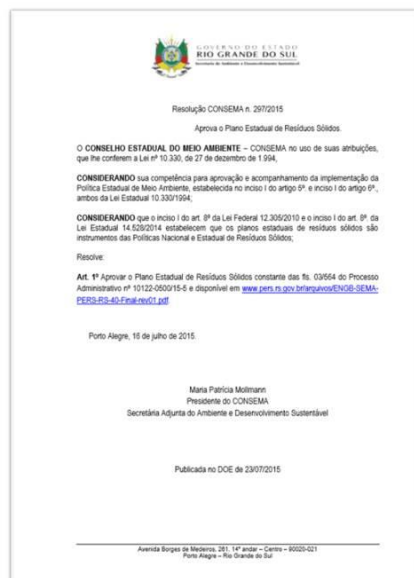 GOVERNO DO ESTADO
RIO GRANDE DO SUL
Secretaria do Ambiente e Desenvolvimento Sustentável
Resolução CONSEMA n. 297/2015
Aprova o Plano Estadual de Resíduos Sólidos.
O CONSELHO ESTADUAL DO MEIO AMBIENTE – CONSEMA no uso de suas atribuições,
que lhe conferem a Lei nº 10.330, de 27 de dezembro de 1.994,
CONSIDERANDO sua competência para aprovação e acompanhamento da implementação da
Política Estadual de Meio Ambiente, estabelecida no inciso I do artigo 5º. e inciso I do artigo 6º.,
ambos da Lei Estadual 10.330/1994;
CONSIDERANDO que o inciso I do art. 8º da Lei Federal 12.305/2010 e o inciso I do art. 8º. da
Lei Estadual 14.528/2014 estabelecem que os planos estaduais de resíduos sólidos são
instrumentos das Políticas Nacional e Estadual de Resíduos Sólidos;
Resolve:
Art. 1º Aprovar o Plano Estadual de Resíduos Sólidos constante das fls. 03/664 do Processo
Administrativo nº 10122-0500/15-6 e disponível em www.pers.rs.gov.br/arquivos/ENGB-SEMA-
PERS-RS-40-Final-rev01.pdf.
Porto Alegre, 16 de julho de 2015.
Maria Patrícia Mollmann
Presidente do CONSEMA
Secretária Adjunta do Ambiente e Desenvolvimento Sustentável
Publicada no DOE de 23/07/2015
Avenida Borges de Medeiros, 261, 14º andar – Centro – 90020-021
Porto Alegre – Rio Grande do Sul